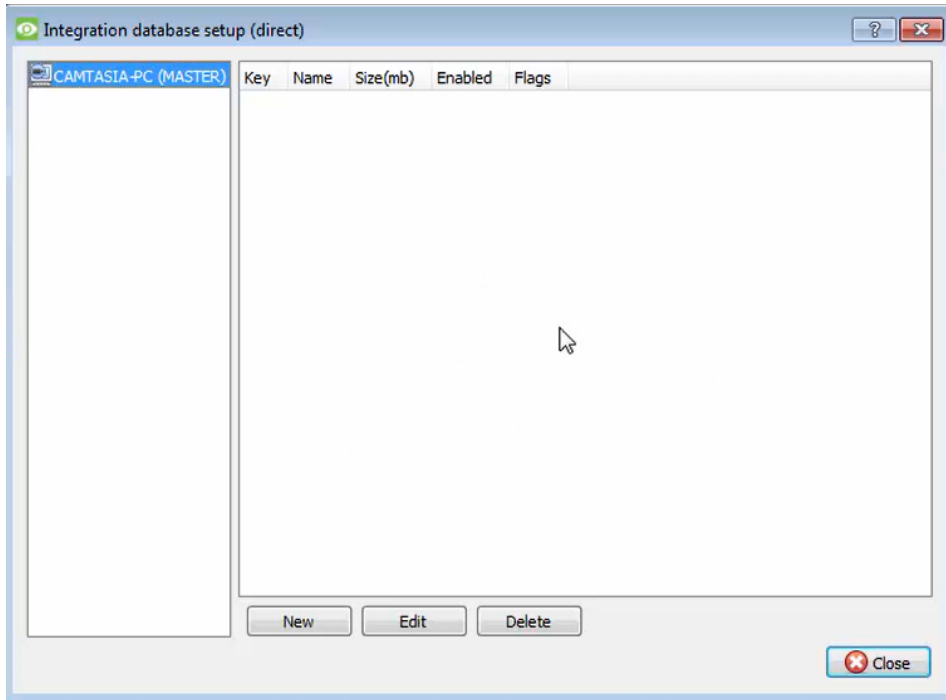 Integration database setup (direct)
?
CAMTASIA-PC (MASTER)
Key Name Size(mb) Enabled Flags
New Edit Delete
Close